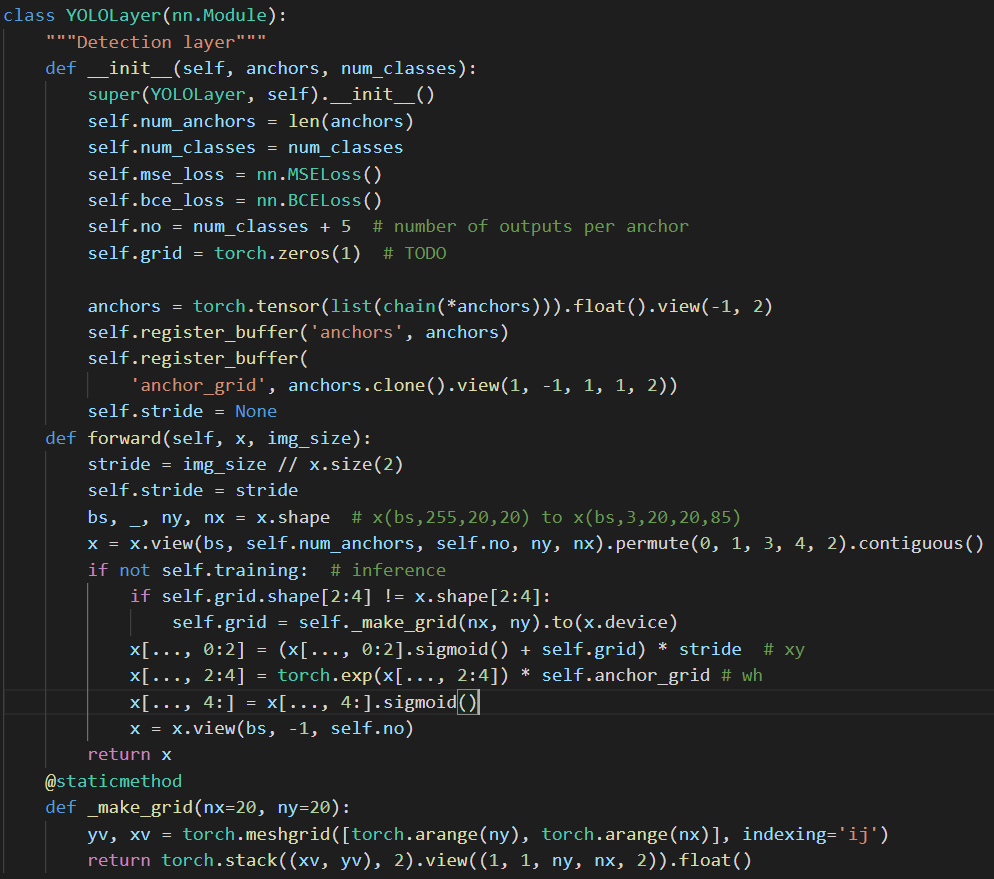 class YOLOLayer(nn.Module):
    """Detection layer"""
    def __init__(self, anchors, num_classes):
        super(YOLOLayer, self).__init__()
        self.num_anchors = len(anchors)
        self.num_classes = num_classes
        self.mse_loss = nn.MSELoss()
        self.bce_loss = nn.BCELoss()
        self.no = num_classes + 5  # number of outputs per anchor
        self.grid = torch.zeros(1)  # TODO

        anchors = torch.tensor(list(chain(*anchors))).float().view(-1, 2)
        self.register_buffer('anchors', anchors)
        self.register_buffer(
            'anchor_grid', anchors.clone().view(1, -1, 1, 1, 2))
        self.stride = None
    def forward(self, x, img_size):
        stride = img_size // x.size(2)
        self.stride = stride
        bs, _, ny, nx = x.shape  # x(bs,255,20,20) to x(bs,3,20,20,85)
        x = x.view(bs, self.num_anchors, self.no, ny, nx).permute(0, 1, 3, 4, 2).contiguous()
        if not self.training:  # inference
            if self.grid.shape[2:4] != x.shape[2:4]:
                self.grid = self._make_grid(nx, ny).to(x.device)
            x[..., 0:2] = (x[..., 0:2].sigmoid() + self.grid) * stride  # xy
            x[..., 2:4] = torch.exp(x[..., 2:4]) * self.anchor_grid # wh
            x[..., 4:] = x[..., 4:].sigmoid()
            x = x.view(bs, -1, self.no)
        return x
    @staticmethod
    def _make_grid(nx=20, ny=20):
        yv, xv = torch.meshgrid([torch.arange(ny), torch.arange(nx)], indexing='ij')
        return torch.stack((xv, yv), 2).view((1, 1, ny, nx, 2)).float()